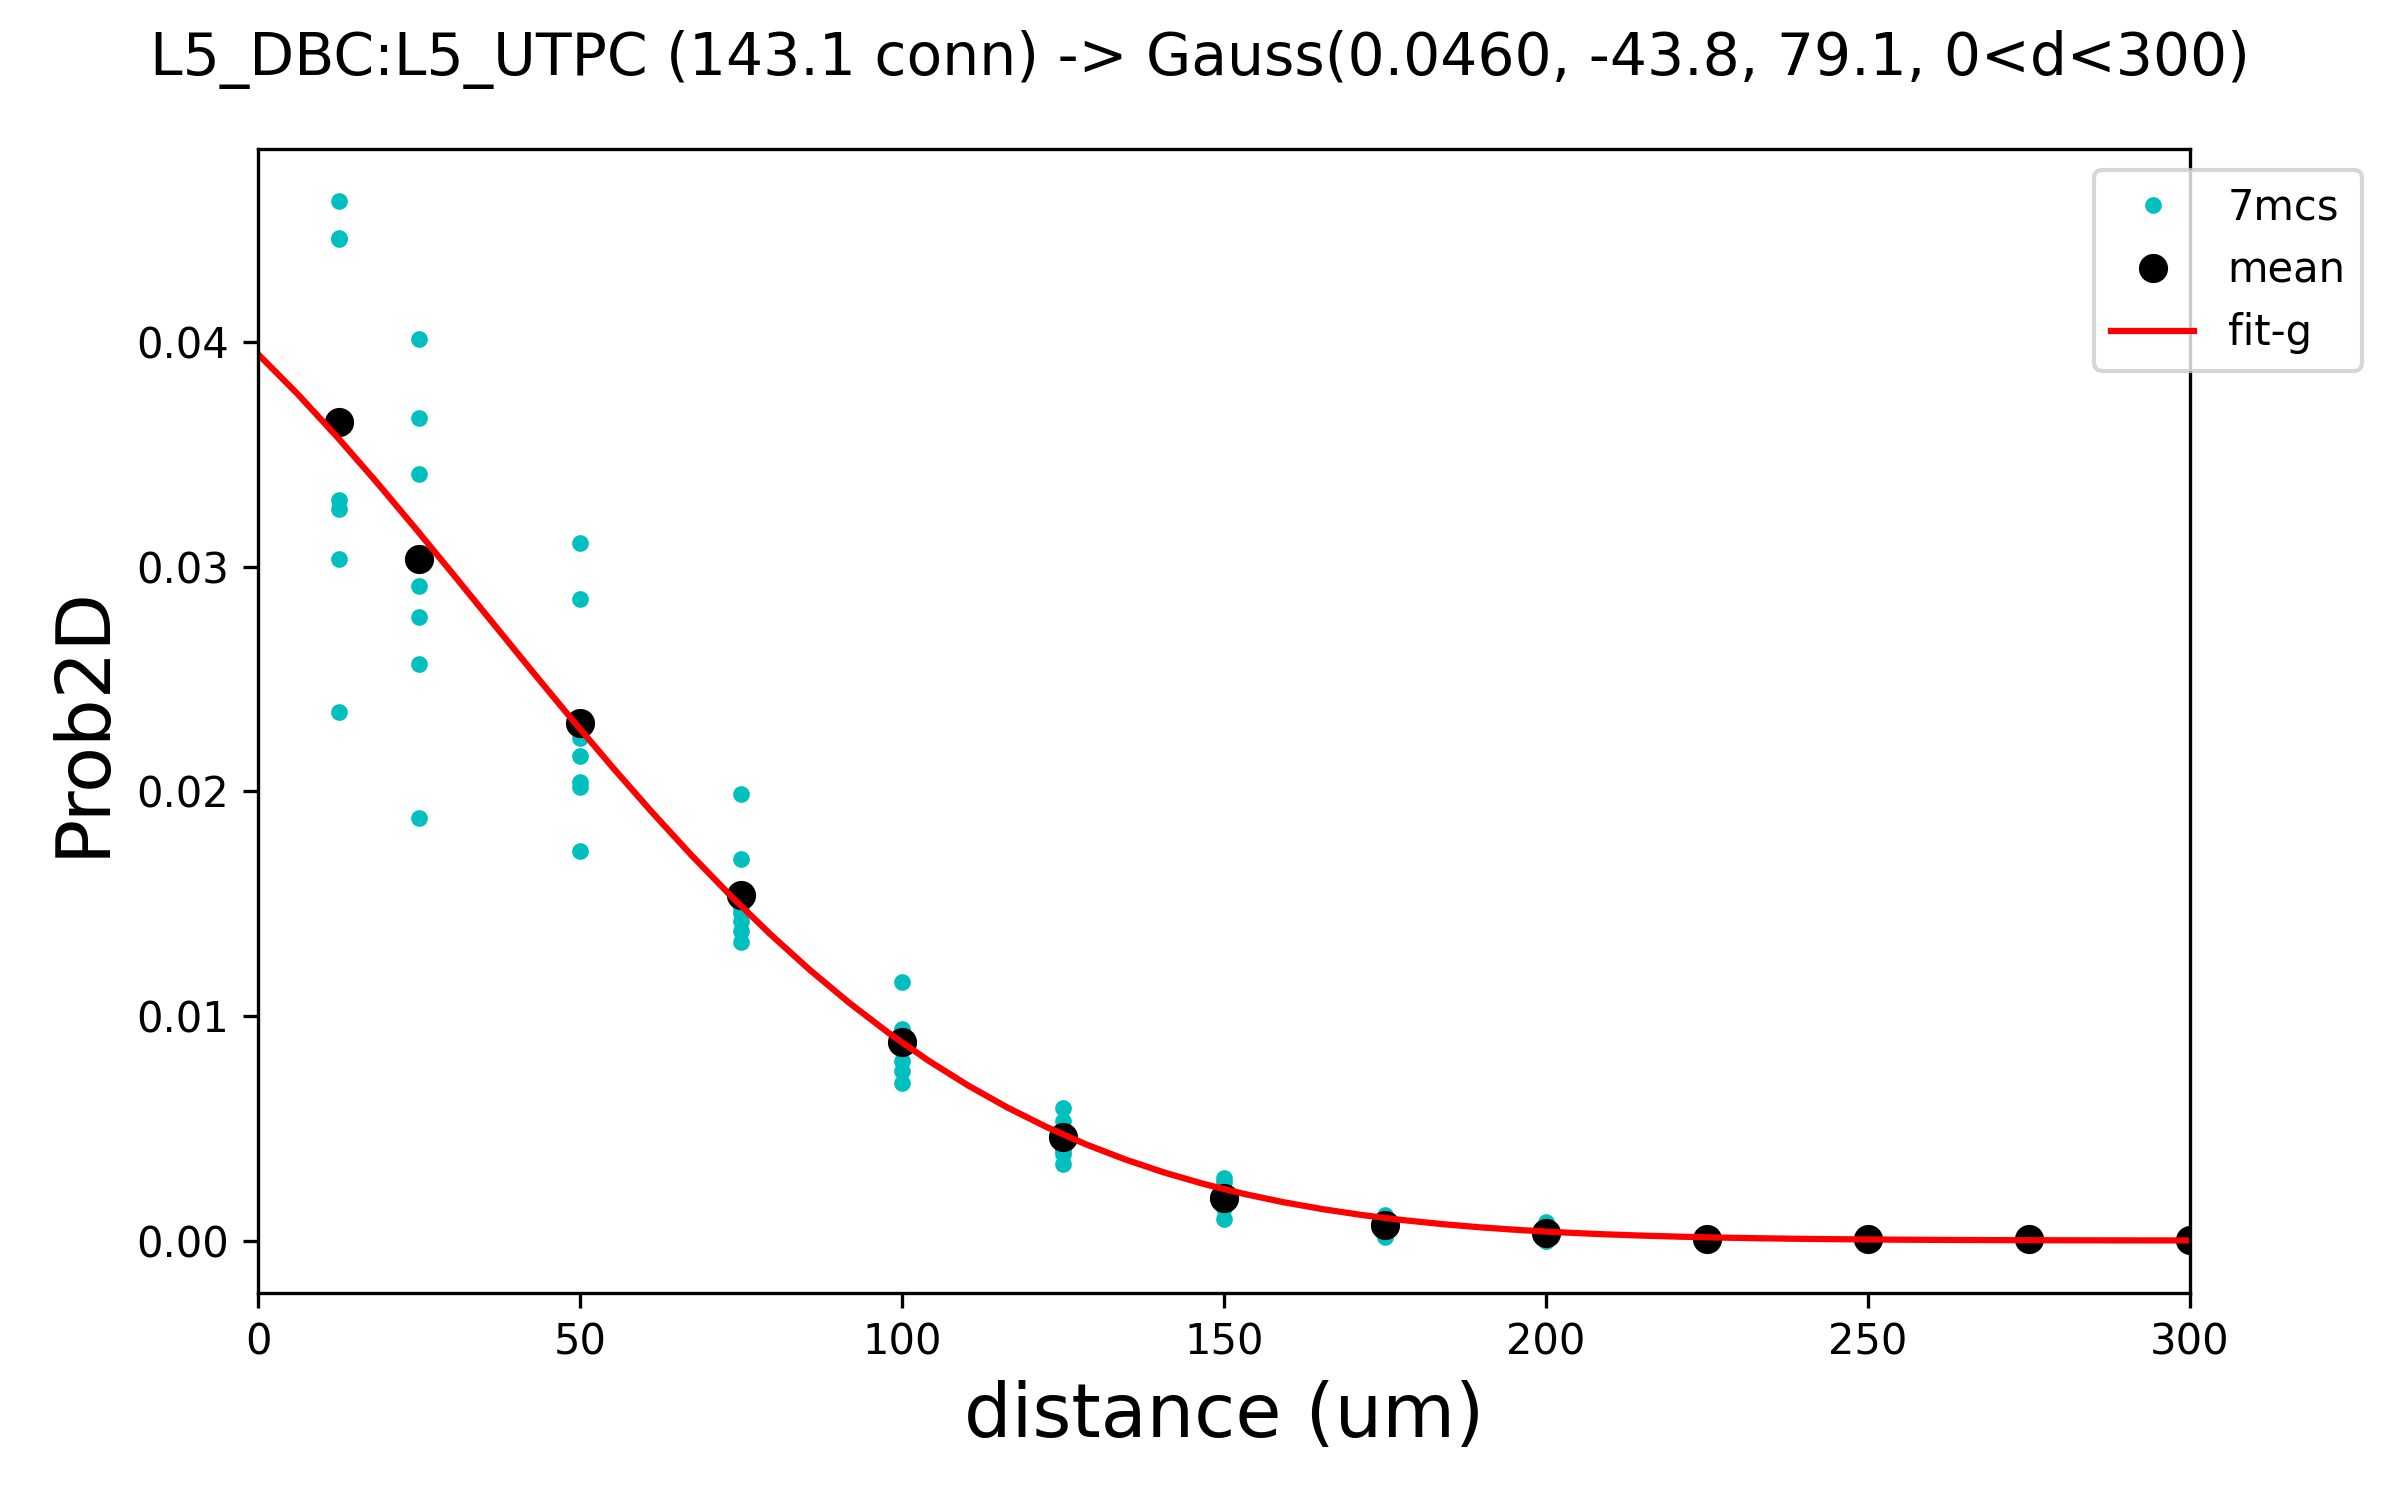 L5_DBC:L5_UTPC (143.1 conn) -> Gauss(0.0460, -43.8, 79.1, 0<d<300)
7mcs
mean
fit-g
Prob2D
0.04
0.03
0.02
0.01
0.00
0 50 100 150 200 250 300
distance (um)